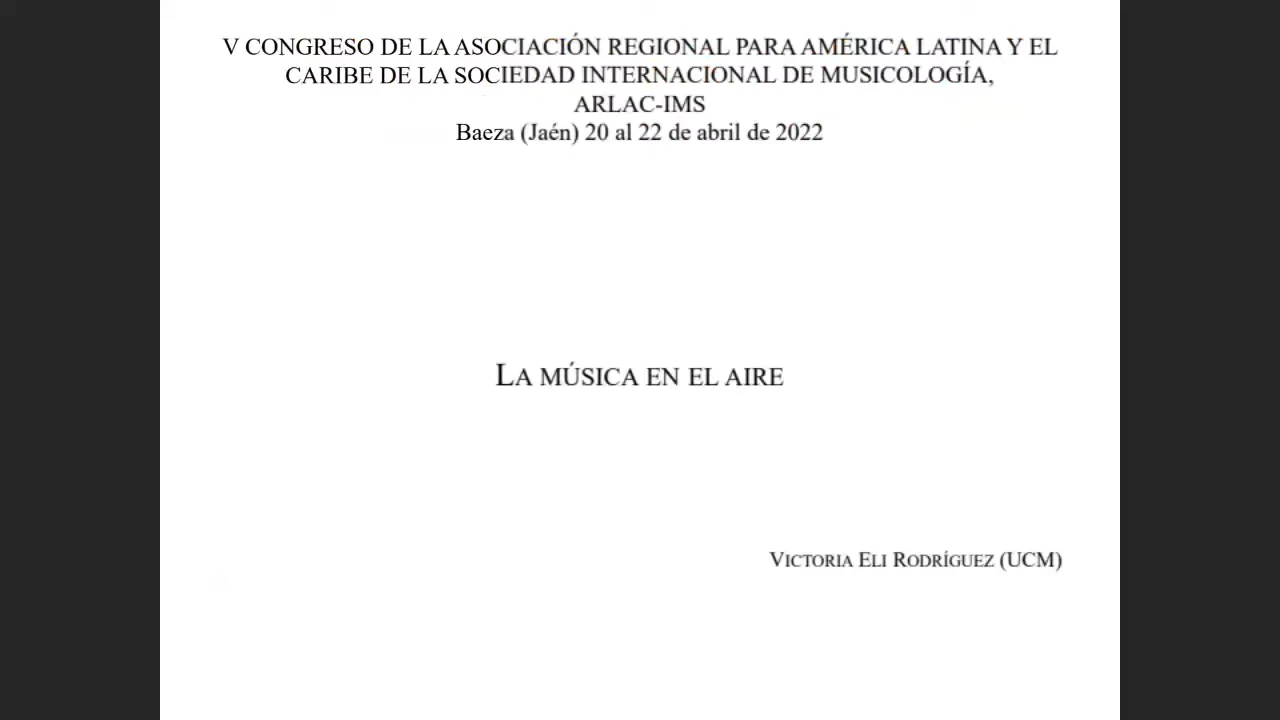 V CONGRESO DE LA ASOCIACIÓN REGIONAL PARA AMÉRICA LATINA Y EL
CARIBE DE LA SOCIEDAD INTERNACIONAL DE MUSICOLOGÍA,
ARLAC-IMS
Baeza (Jaén) 20 al 22 de abril de 2022
LA MÚSICA EN EL AIRE
VICTORIA ELI RODRÍGUEZ (UCM)